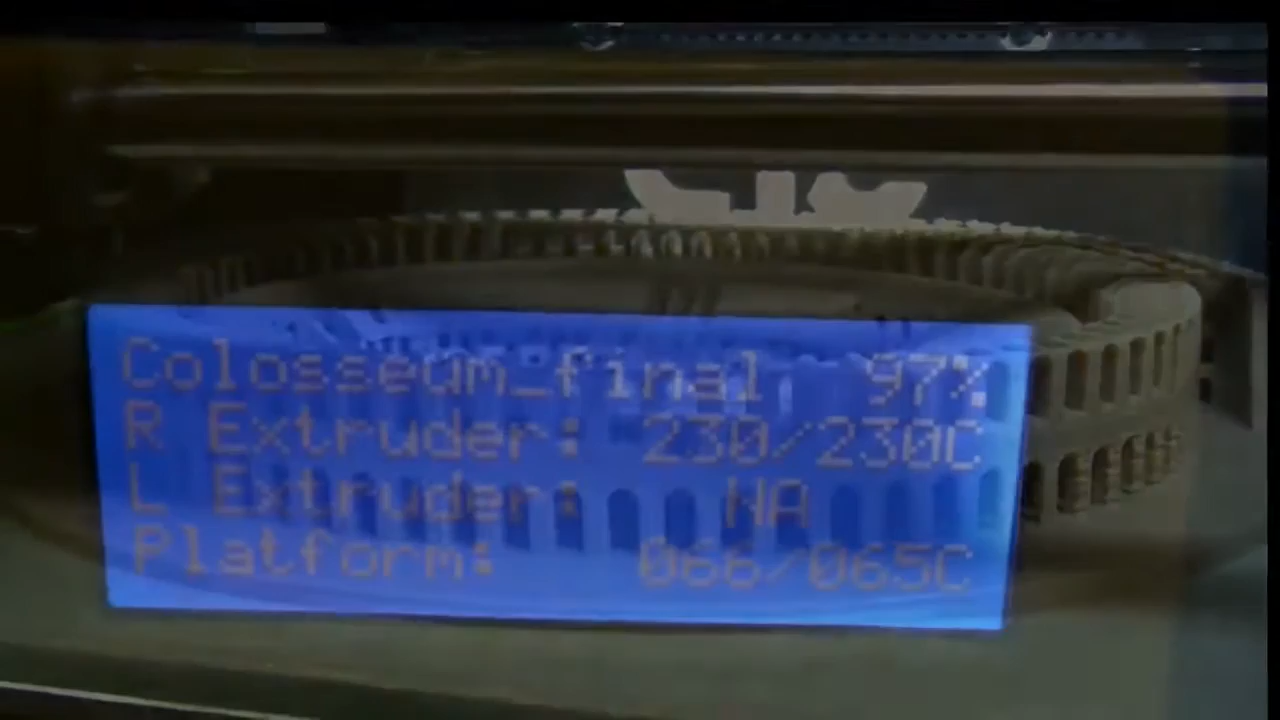 Colosseum_final 97%
R Extruder: 230/230C
L Extruder: NA
Platform: 066/065C